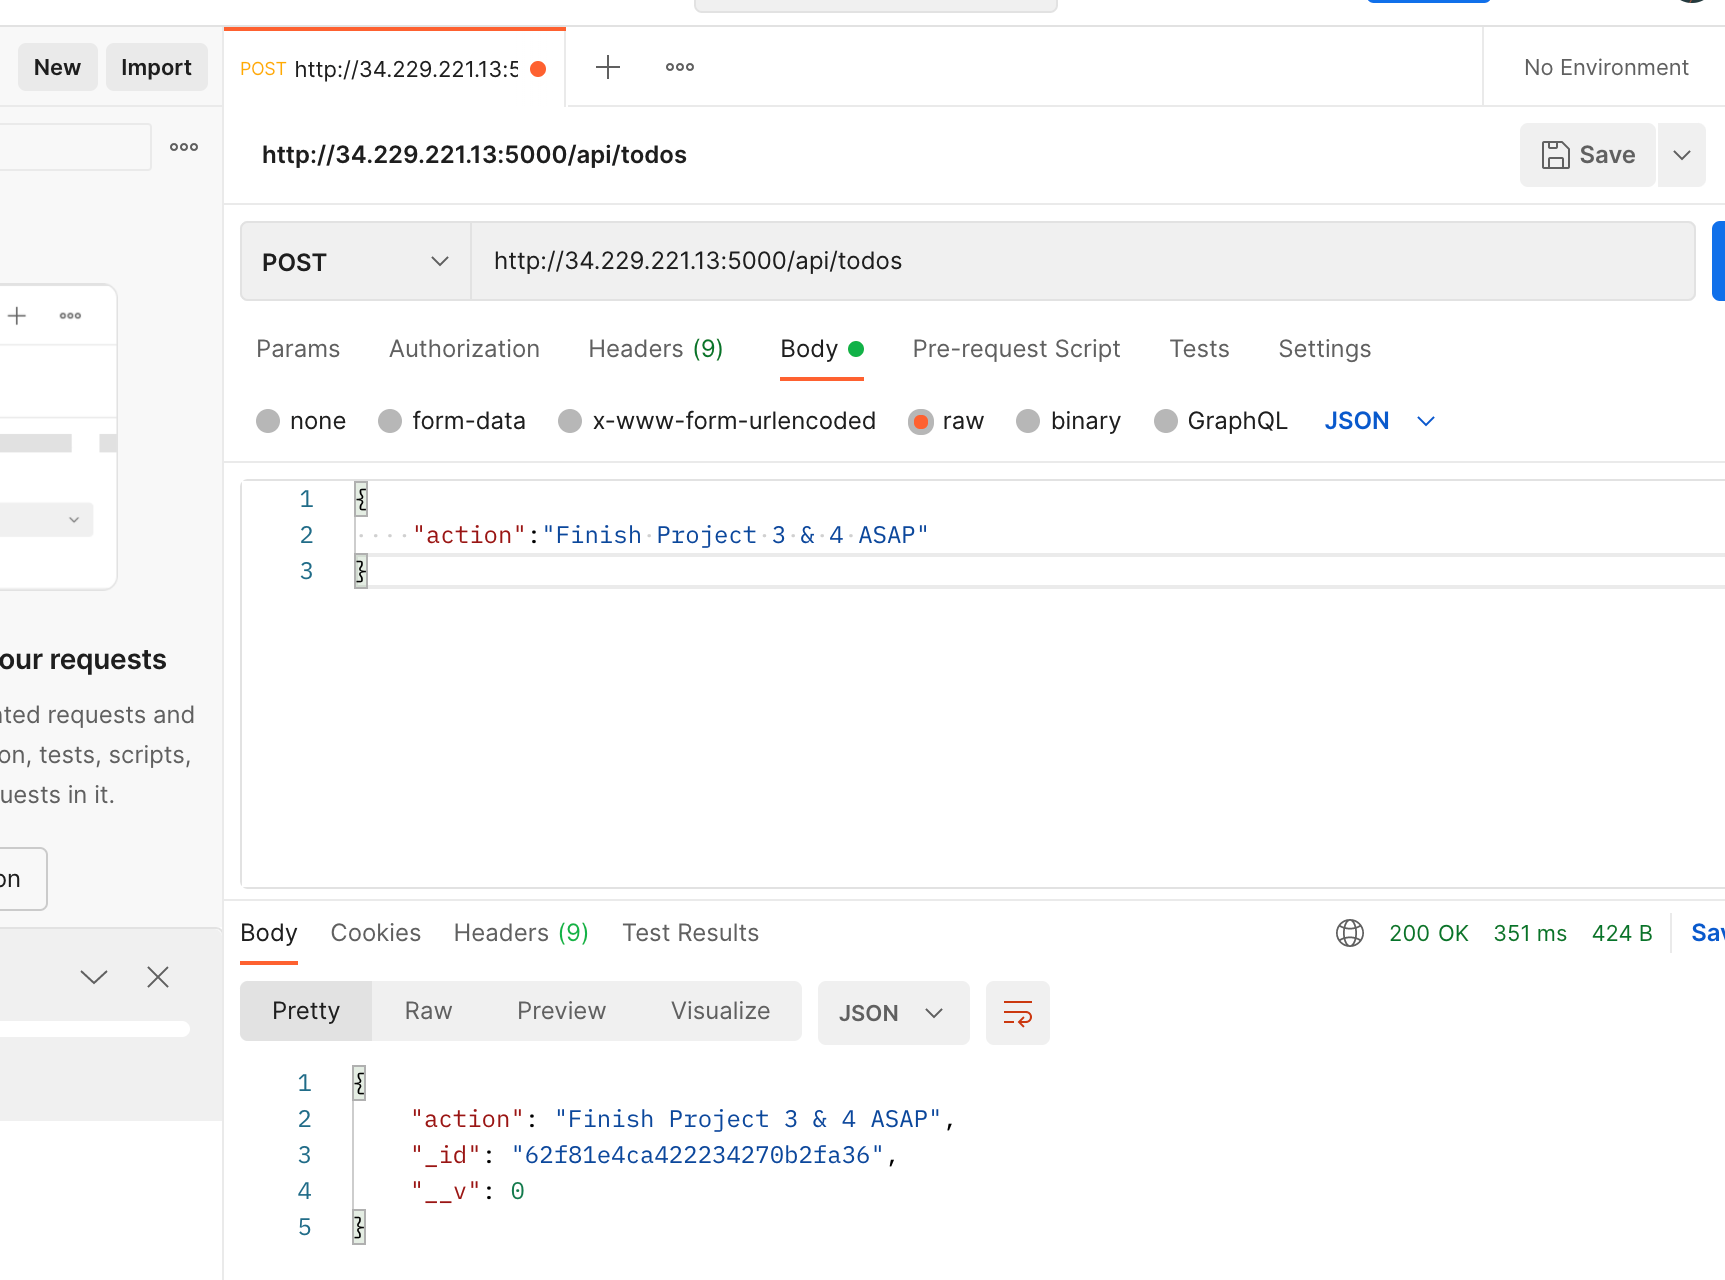 New
Import
POST http://34.229.221.13:5
No Environment
http://34.229.221.13:5000/api/todos
Save
POST
http://34.229.221.13:5000/api/todos
Params
Authorization
Headers (9)
Body
Pre-request Script
Tests
Settings
none
form-data
x-www-form-urlencoded
raw
binary
GraphQL
JSON
1 {
2 "action":"Finish Project 3 & 4 ASAP"
3 }
our requests
requests and
on, tests, scripts,
uests in it.
on
Body
Cookies
Headers (9)
Test Results
200 OK
351 ms
424 B
Pretty
Raw
Preview
Visualize
JSON
1 {
2 "action": "Finish Project 3 & 4 ASAP",
3 "_id": "62f81e4ca422234270b2fa36",
4 "__v": 0
5 }